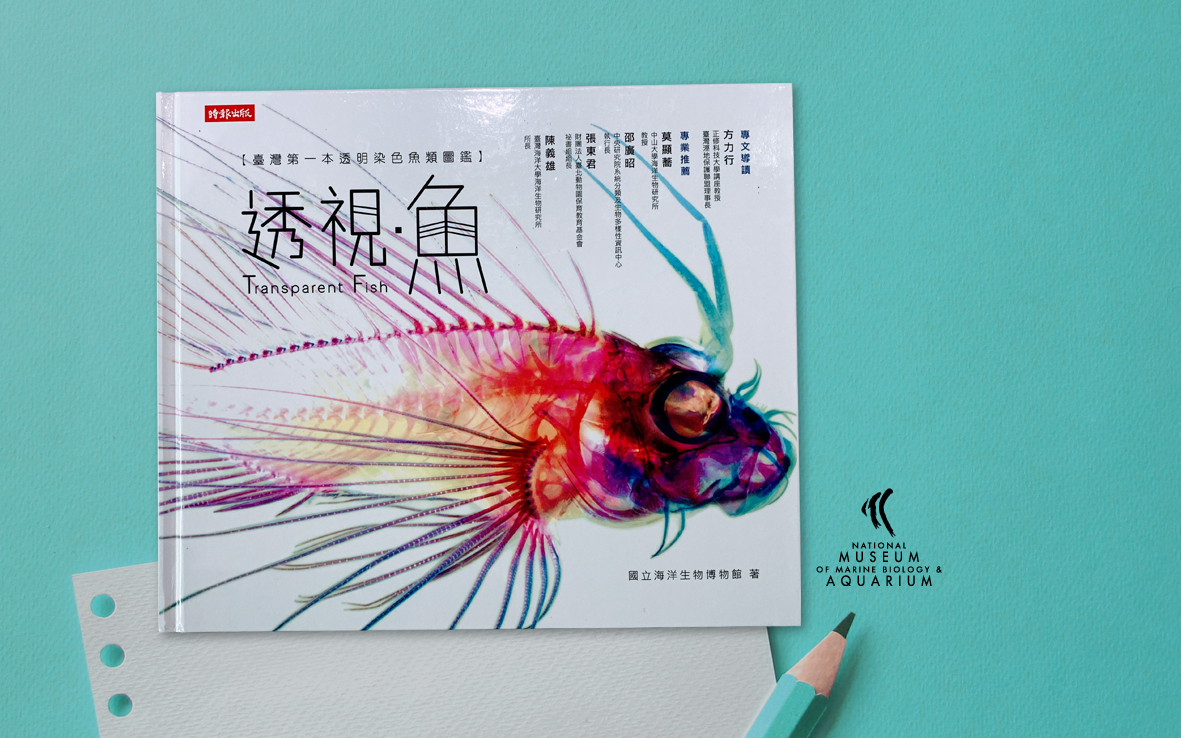 時報出版
【臺灣第一本透明染色魚類圖鑑】
透視·魚
Transparent Fish
專文導讀
方力行
正修科技大學講座教授
臺灣溼地保護聯盟理事長
專業推薦
莫顯蕎
中山大學海洋生物研究所
教授
邵廣昭
中央研究院系統分類及生物多樣性資訊中心
執行長
張東君
財團法人臺北動物園保育教育基金會
祕書組組長
陳義雄
臺灣海洋大學海洋生物研究所
所長
國立海洋生物博物館 著
NATIONAL
MUSEUM
OF MARINE BIOLOGY &
AQUARIUM